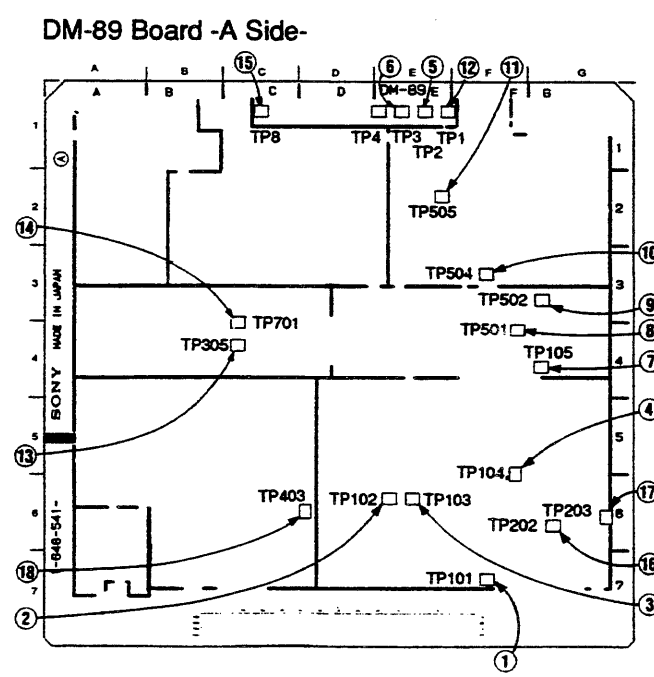 DM-89 Board -A Side-
15 6 5 12 11
A B C D E F G
A B C D DM-89 E F G
TP8 TP4 TP3 TP1
TP2
1 1
A
TP505
2 2
14
TP504 10
3 3
TP502 9
TP701
TP501 8
TP305
TP105
4 4 7
SONY MADE IN JAPAN
4
5 5
13
TP104
17
TP403 TP102 TP103 TP203
6 6
TP202
1-646-541-
18 16
TP101
7 7
2 3
1